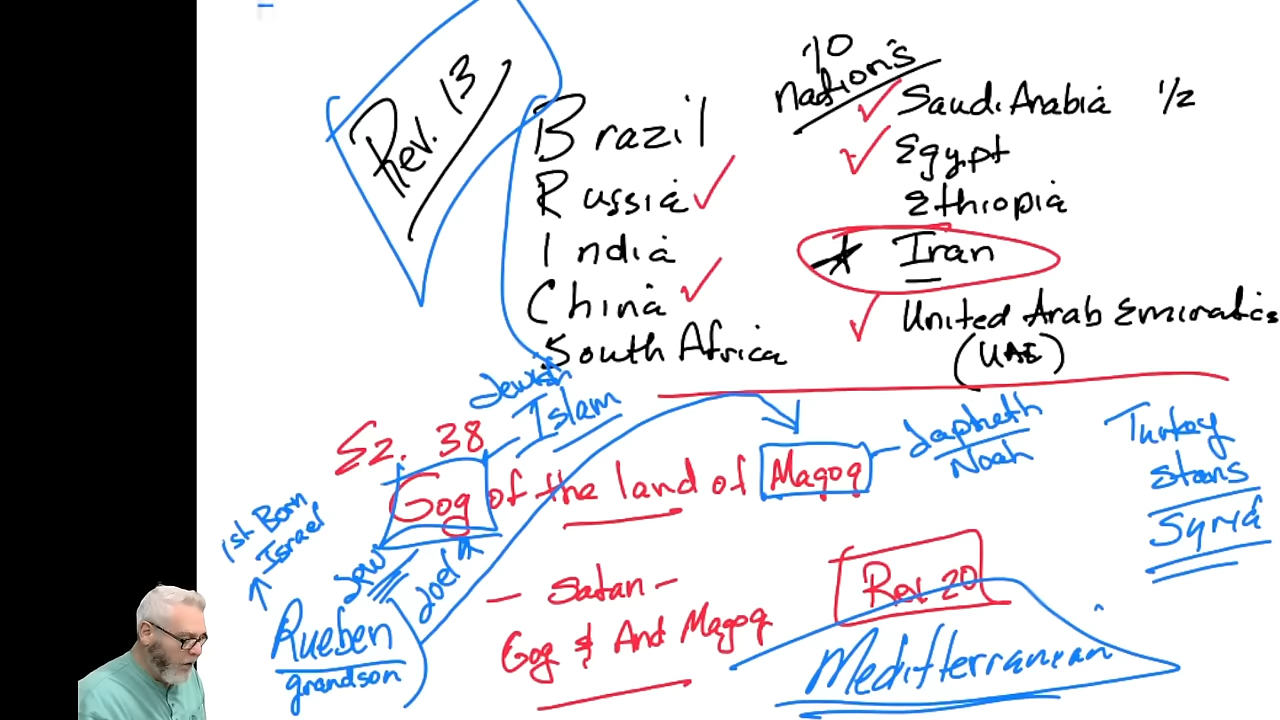 Rev. 13
Brazil
Russia
India
China
South Africa
10
Nations
Saudi Arabia 1/2
Egypt
Ethiopia
Iran
United Arab Emirates
(UAE)
Jewish
Islam
Ez. 38
Gog of the land of Magog
Japheth
Noah
Turkey
Stans
Syria
1st Born
Israel
Jew
Joel
Rueben
grandson
- Satan -
Gog & And Magog
Rev 20
Mediterranean